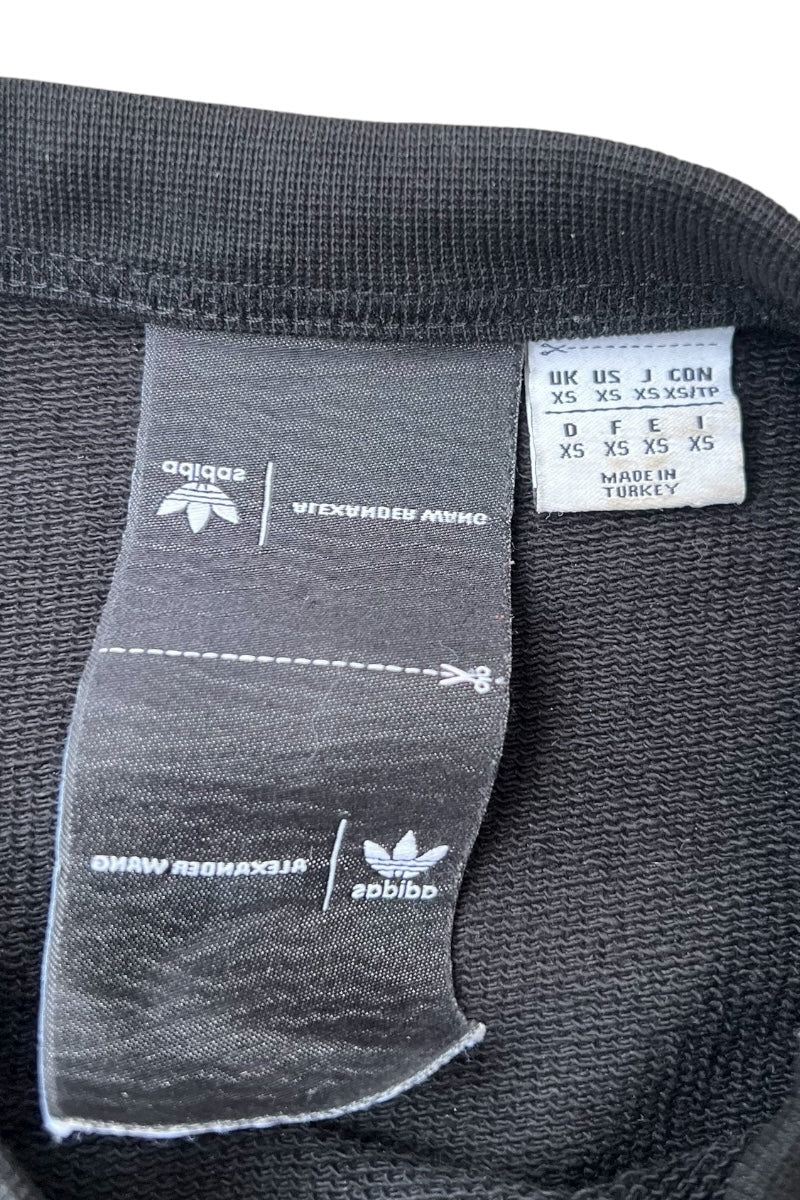 adidas
ALEXANDER WANG
ALEXANDER WANG
adidas
UK US J CDN
XS XS XS XS/TP
D F E I
XS XS XS XS
MADE IN
TURKEY